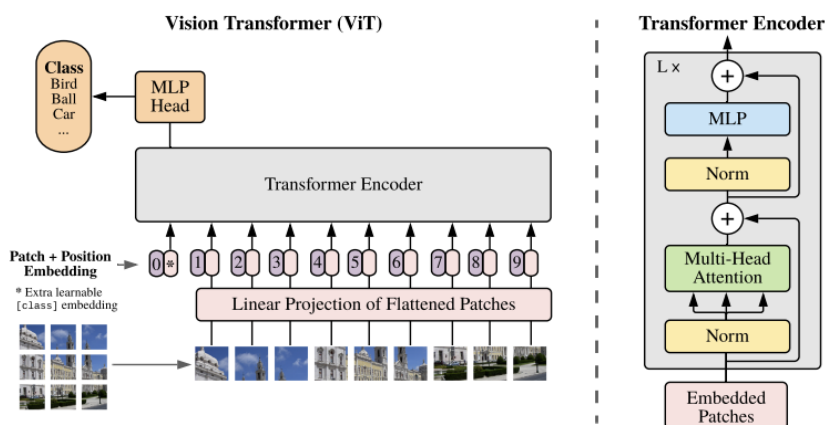 Vision Transformer (ViT)
Class
Bird
Ball
Car
...
MLP
Head
Transformer Encoder
Patch + Position
Embedding
0 * 1 2 3 4 5 6 7 8 9
* Extra learnable
[class] embedding
Linear Projection of Flattened Patches
Transformer Encoder
L ×
+
MLP
Norm
+
Multi-Head
Attention
Norm
Embedded
Patches